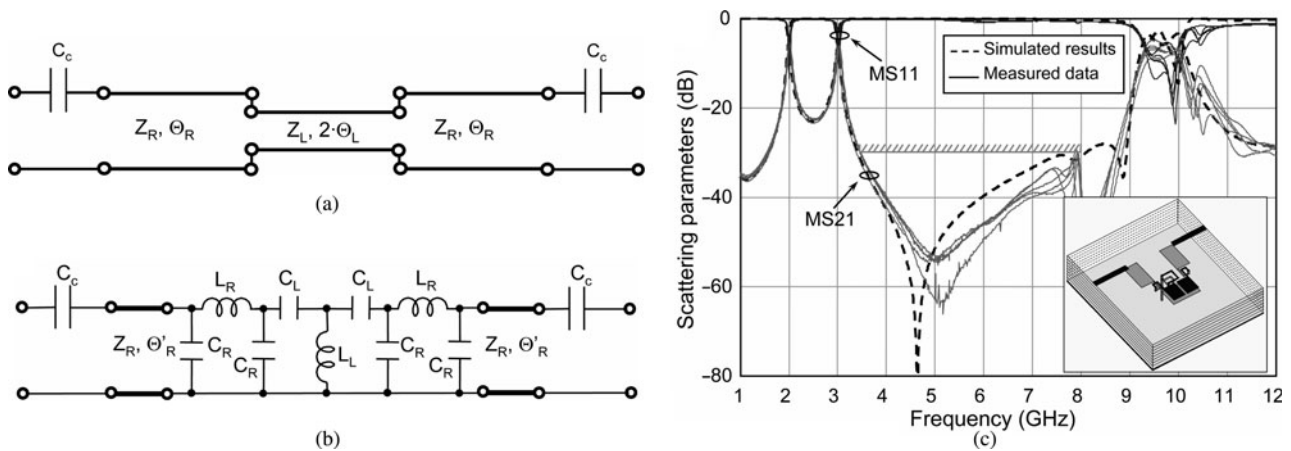 C_c
C_c
Z_R, Θ_R
Z_L, 2·Θ_L
Z_R, Θ_R
(a)
C_c
L_R
C_L
C_L
L_R
C_c
Z_R, Θ'_R
C_R
C_R
L_L
C_R
C_R
Z_R, Θ'_R
(b)
Scattering parameters (dB)
0
−20
−40
−60
−80
MS11
MS21
Simulated results
Measured data
1 2 3 4 5 6 7 8 9 10 11 12
Frequency (GHz)
(c)